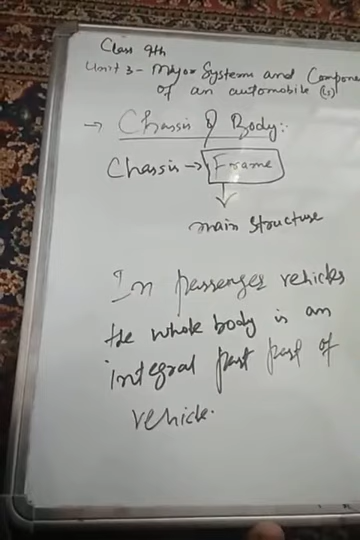 Class 9th
Unit 3 - Major Systems and Compone
of an automobile (is)
→ Chassis & Body:
Chassis → Frame
main structure
In passenger vehicles
the whole body is an
integral part part of
vehicle.